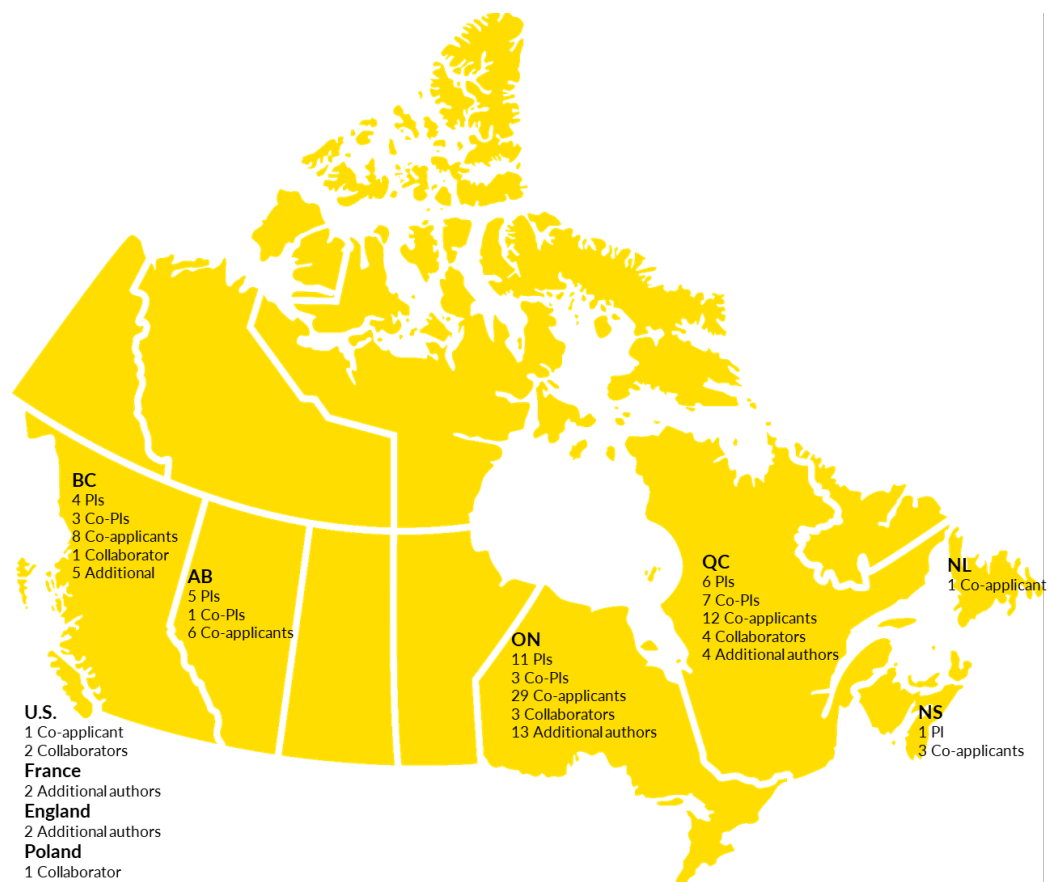 BC
4 PIs
3 Co-PIs
8 Co-applicants
1 Collaborator
5 Additional
AB
5 PIs
1 Co-PIs
6 Co-applicants
ON
11 PIs
3 Co-PIs
29 Co-applicants
3 Collaborators
13 Additional authors
QC
6 PIs
7 Co-PIs
12 Co-applicants
4 Collaborators
4 Additional authors
NL
1 Co-applicant
NS
1 PI
3 Co-applicants
U.S.
1 Co-applicant
2 Collaborators
France
2 Additional authors
England
2 Additional authors
Poland
1 Collaborator